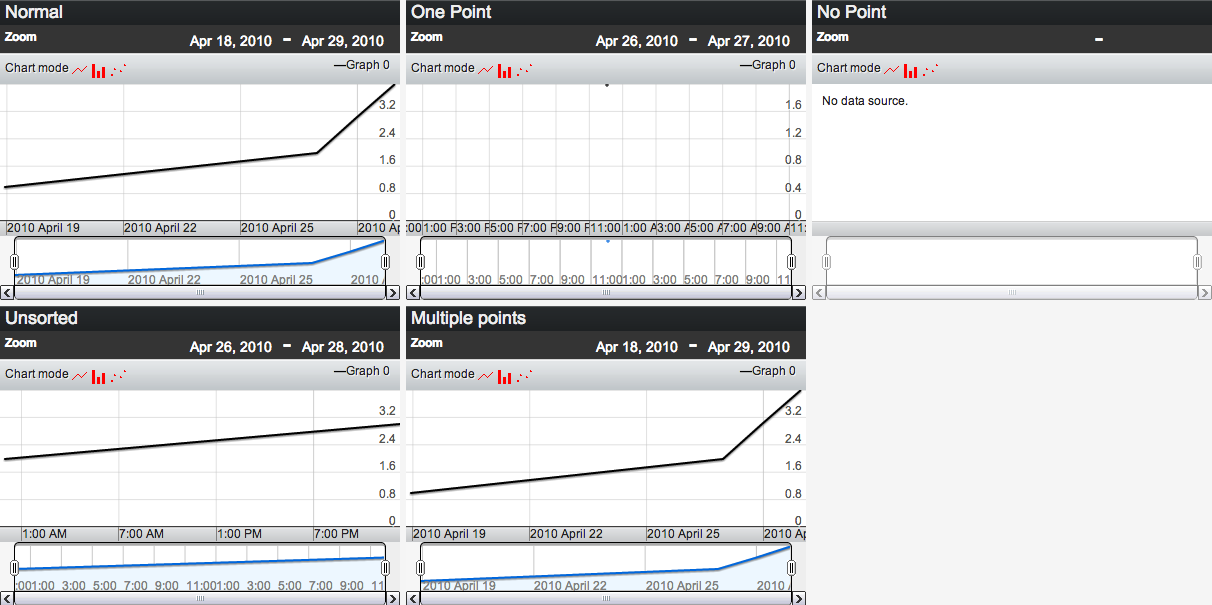 Normal
Zoom
Apr 18, 2010 – Apr 29, 2010
Chart mode
Graph 0
3.2
2.4
1.6
0.8
0
2010 April 19 2010 April 22 2010 April 25 2010 A
2010 April 19 2010 April 22 2010 April 25 2010 /
One Point
Zoom
Apr 26, 2010 – Apr 27, 2010
Chart mode
Graph 0
1.6
1.2
0.8
0.4
0
:00 1:00 P 3:00 P 5:00 P 7:00 P 9:00 P 11:00 1:00 A 3:00 A 5:00 A 7:00 A 9:00 A 11:
:00 1:00 3:00 5:00 7:00 9:00 11:00 1:00 3:00 5:00 7:00 9:00 11
No Point
Zoom
–
Chart mode
No data source.
Unsorted
Zoom
Apr 26, 2010 – Apr 28, 2010
Chart mode
Graph 0
3.2
2.4
1.6
0.8
0
1:00 AM 7:00 AM 1:00 PM 7:00 PM
:00 1:00 3:00 5:00 7:00 9:00 11:00 1:00 3:00 5:00 7:00 9:00 11
Multiple points
Zoom
Apr 18, 2010 – Apr 29, 2010
Chart mode
Graph 0
3.2
2.4
1.6
0.8
0
2010 April 19 2010 April 22 2010 April 25 2010 A
2010 April 19 2010 April 22 2010 April 25 2010 /